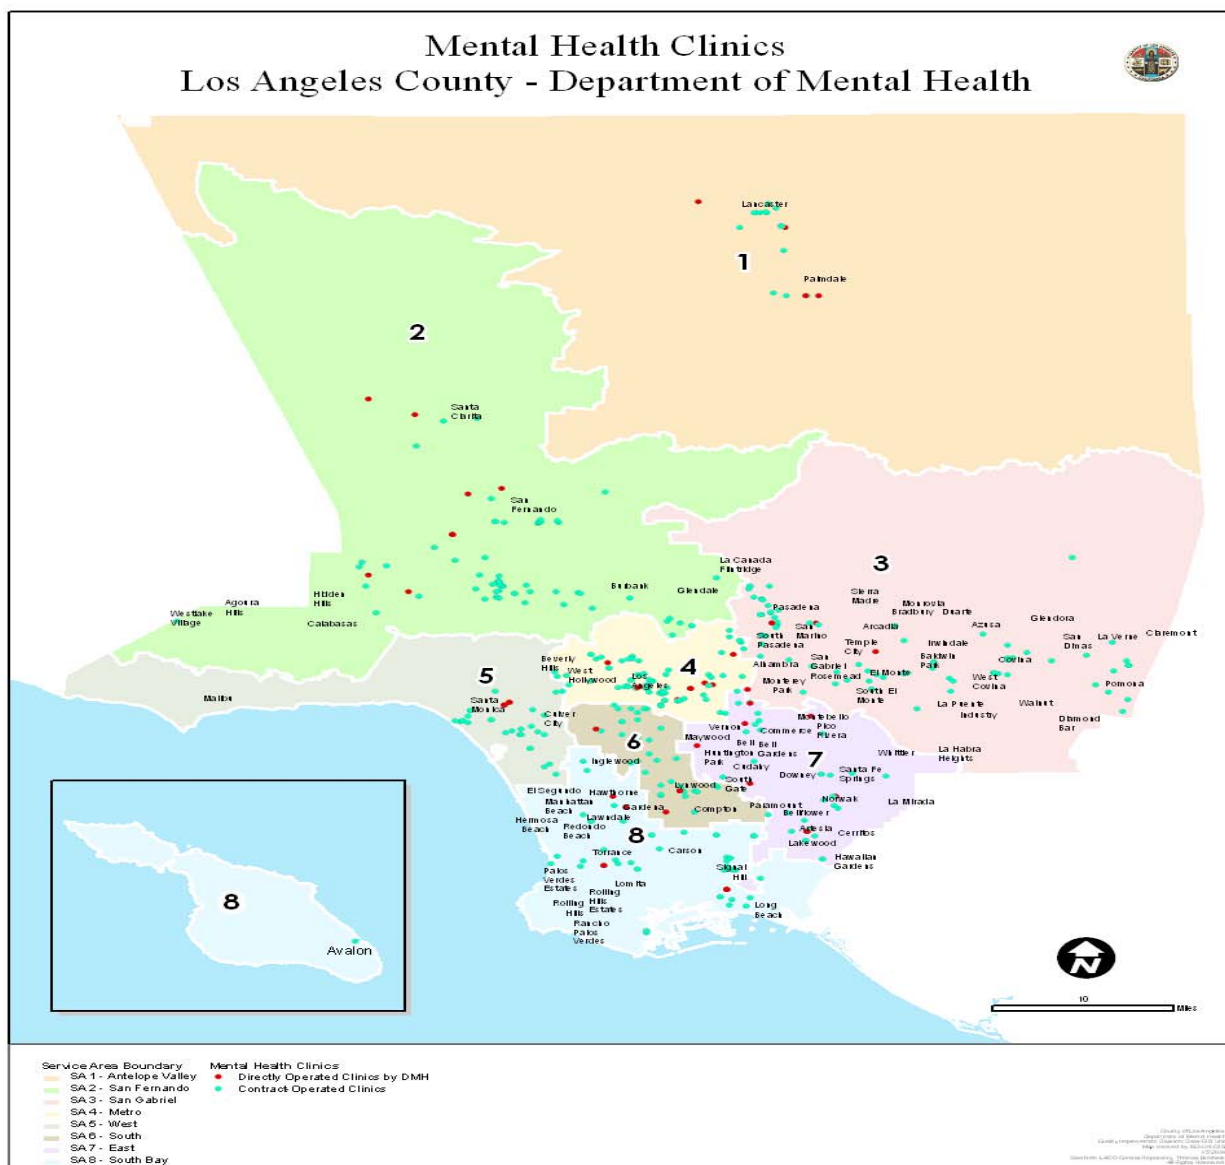 Mental Health Clinics
Los Angeles County - Department of Mental Health
Lancaster
1
Palmdale
2
Santa
Clarita
San
Fernando
La Canada
Flintridge
3
Burbank
Glendale
Sierra
Madre
Hidden
Hills
Agoura
Hills
Westlake
Village
Calabasas
Pasadena
Monrovia
Bradbury
Duarte
Glendora
Azusa
Arcadia
San
Marino
South
Pasadena
Temple
City
Irwindale
San
Dimas
La Verne
Claremont
Baldwin
Park
Covina
Alhambra
San
Gabriel
Rosemead
El Monte
West
Covina
Pomona
Monterey
Park
South El
Monte
La Puente
Industry
Walnut
Diamond
Bar
5
Beverly
Hills
West
Hollywood
4
Los
Angeles
Malibu
Santa
Monica
Culver
City
6
Vernon
Maywood
Commerce
Montebello
Pico
Rivera
Bell
Bell
Gardens
Huntington
Park
Cudahy
7
Whittier
La Habra
Heights
Inglewood
South
Gate
Downey
Santa Fe
Springs
Lynwood
El Segundo
Hawthorne
Manhattan
Beach
Gardena
Lawndale
Hermosa
Beach
Redondo
Beach
Compton
Paramount
Norwalk
Bellflower
La Mirada
Artesia
Cerritos
Lakewood
Hawaiian
Gardens
8
Torrance
Carson
Palos
Verdes
Estates
Lomita
Rolling
Hills
Estates
Rolling
Hills
Rancho
Palos
Verdes
Signal
Hill
Long
Beach
8
Avalon
N
10
Miles
Service Area Boundary
SA 1 - Antelope Valley
SA 2 - San Fernando
SA 3 - San Gabriel
SA 4 - Metro
SA 5 - West
SA 6 - South
SA 7 - East
SA 8 - South Bay
Mental Health Clinics
Directly Operated Clinics by DMH
Contract-Operated Clinics